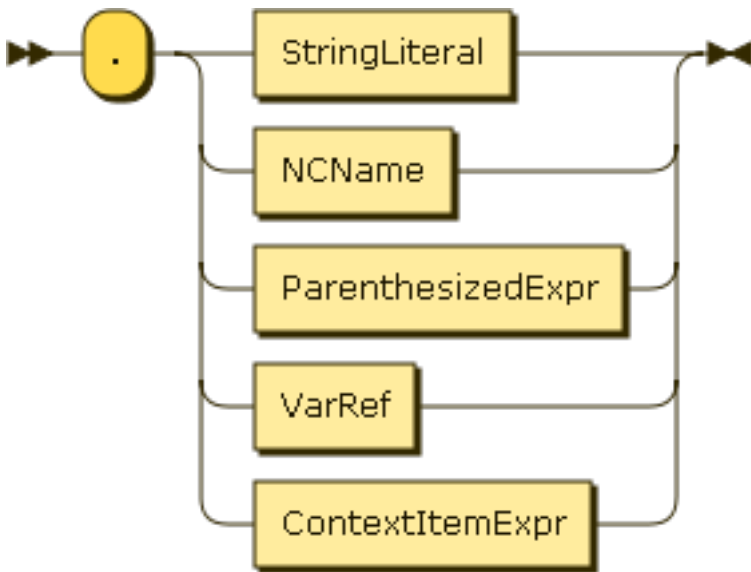 .
StringLiteral
NCName
ParenthesizedExpr
VarRef
ContextItemExpr